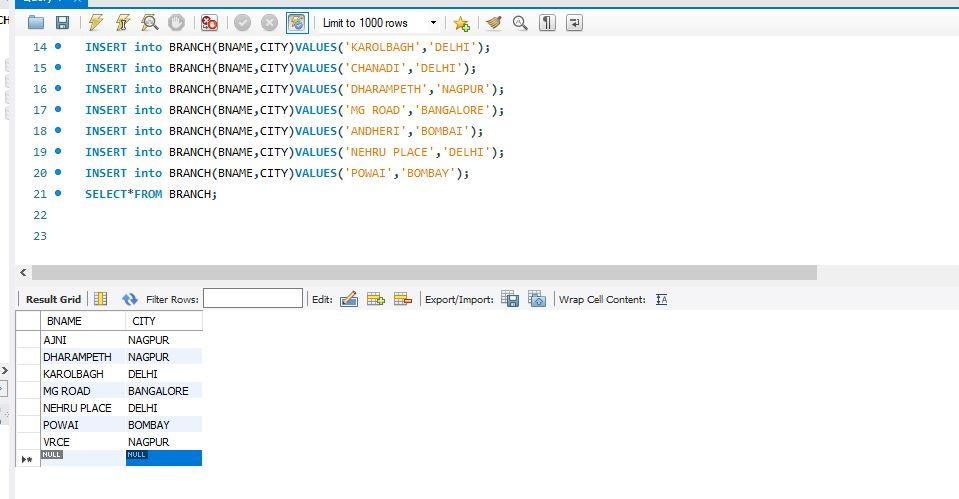 Limit to 1000 rows
14 INSERT into BRANCH(BNAME,CITY)VALUES('KAROLBAGH','DELHI');
15 INSERT into BRANCH(BNAME,CITY)VALUES('CHANADI','DELHI');
16 INSERT into BRANCH(BNAME,CITY)VALUES('DHARAMPETH','NAGPUR');
17 INSERT into BRANCH(BNAME,CITY)VALUES('MG ROAD','BANGALORE');
18 INSERT into BRANCH(BNAME,CITY)VALUES('ANDHERI','BOMBAI');
19 INSERT into BRANCH(BNAME,CITY)VALUES('NEHRU PLACE','DELHI');
20 INSERT into BRANCH(BNAME,CITY)VALUES('POWAI','BOMBAY');
21 SELECT*FROM BRANCH;
22
23
Result Grid Filter Rows: Edit: Export/Import: Wrap Cell Content: IA
BNAME CITY
AJNI NAGPUR
DHARAMPETH NAGPUR
KAROLBAGH DELHI
MG ROAD BANGALORE
NEHRU PLACE DELHI
POWAI BOMBAY
VRCE NAGPUR
NULL NULL